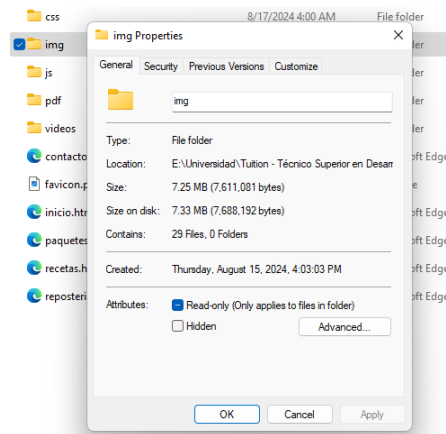 css
8/17/2024 4:00 AM
File folder
img
img Properties
js
General
Security
Previous Versions
Customize
pdf
img
videos
Type:
File folder
contacto
Location:
E:\Universidad\Tuition - Técnico Superior en Desarr
favicon.p
Size:
7.25 MB (7,611,081 bytes)
inicio.htm
Size on disk:
7.33 MB (7,688,192 bytes)
paquetes
Contains:
29 Files, 0 Folders
recetas.h
Created:
Thursday, August 15, 2024, 4:03:03 PM
reposteri
Attributes:
Read-only (Only applies to files in folder)
Hidden
Advanced...
OK
Cancel
Apply